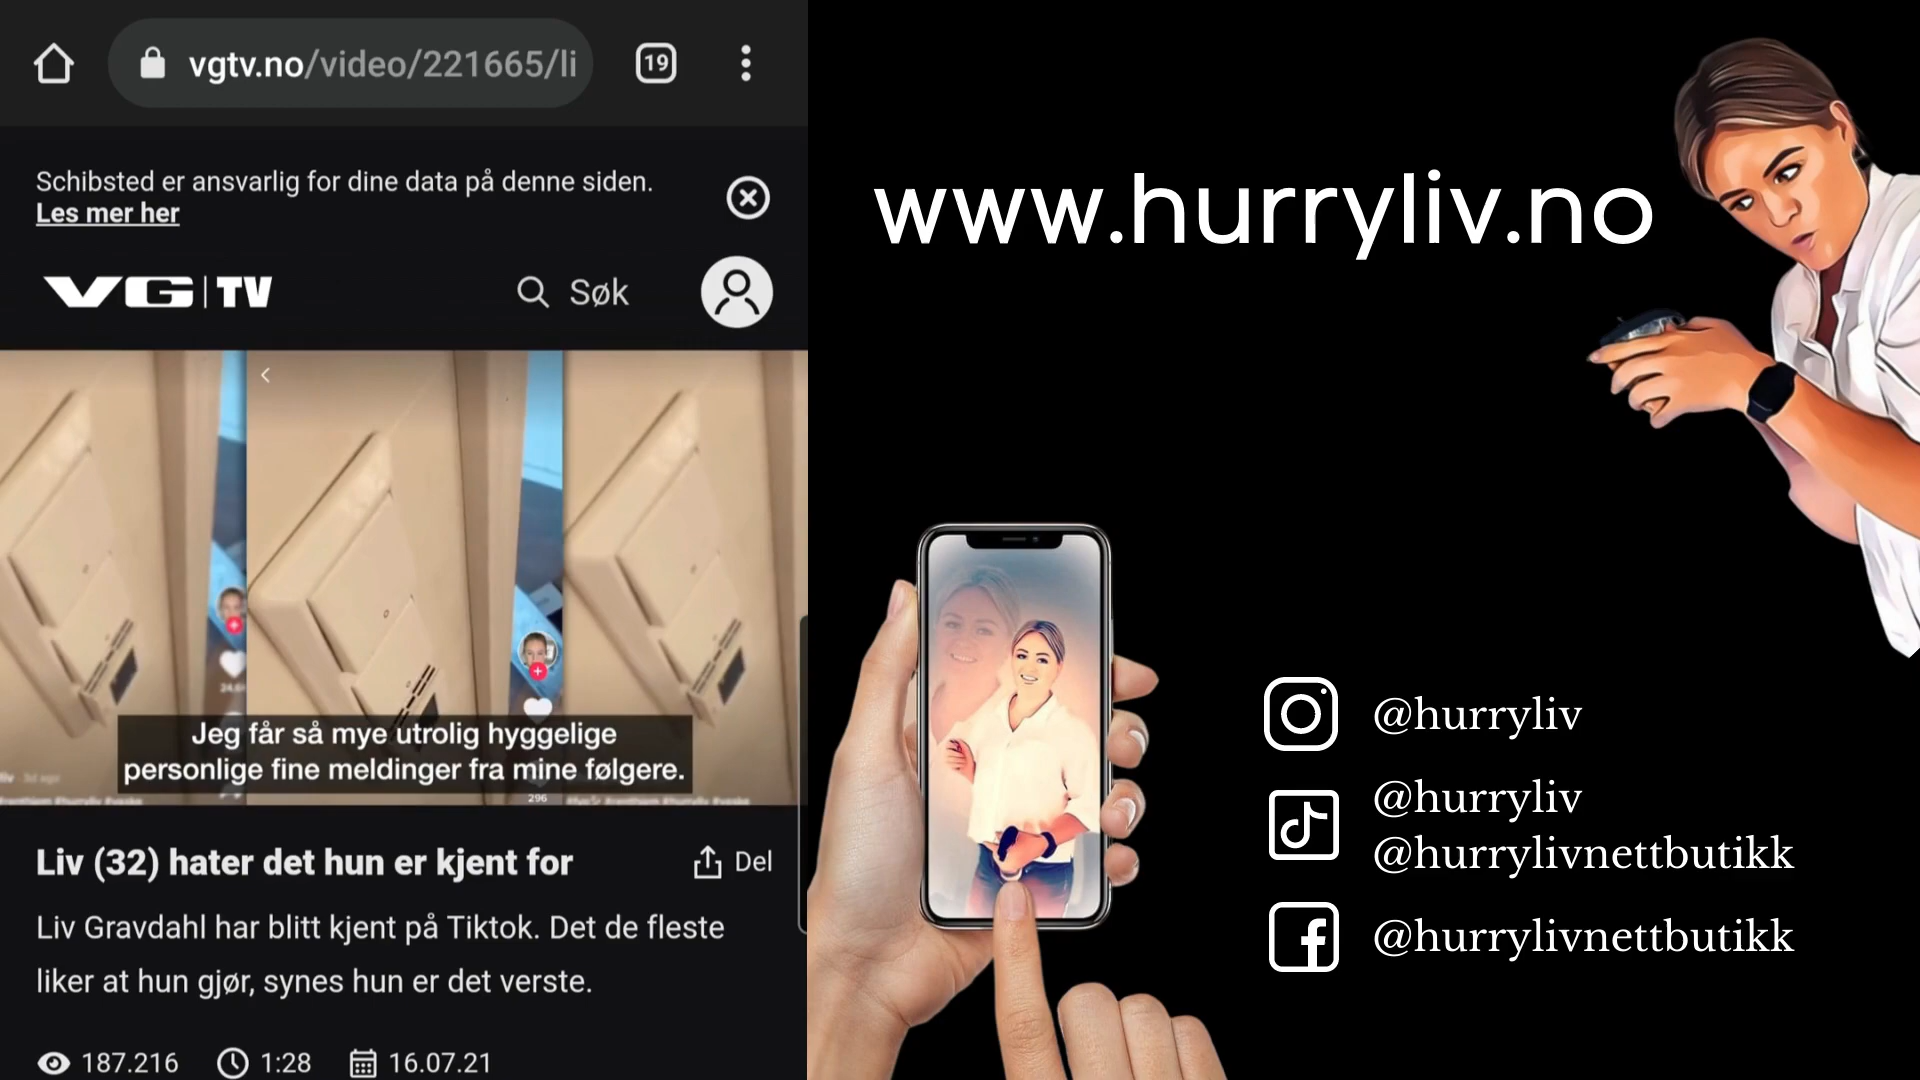 vgtv.no/video/221665/li
19
Schibsted er ansvarlig for dine data på denne siden.
Les mer her
VG|TV
Søk
Jeg får så mye utrolig hyggelige
personlige fine meldinger fra mine følgere.
296
Liv (32) hater det hun er kjent for
Del
Liv Gravdahl har blitt kjent på Tiktok. Det de fleste
liker at hun gjør, synes hun er det verste.
187.216
1:28
16.07.21
www.hurryliv.no
@hurryliv
@hurryliv
@hurrylivnettbutikk
@hurrylivnettbutikk